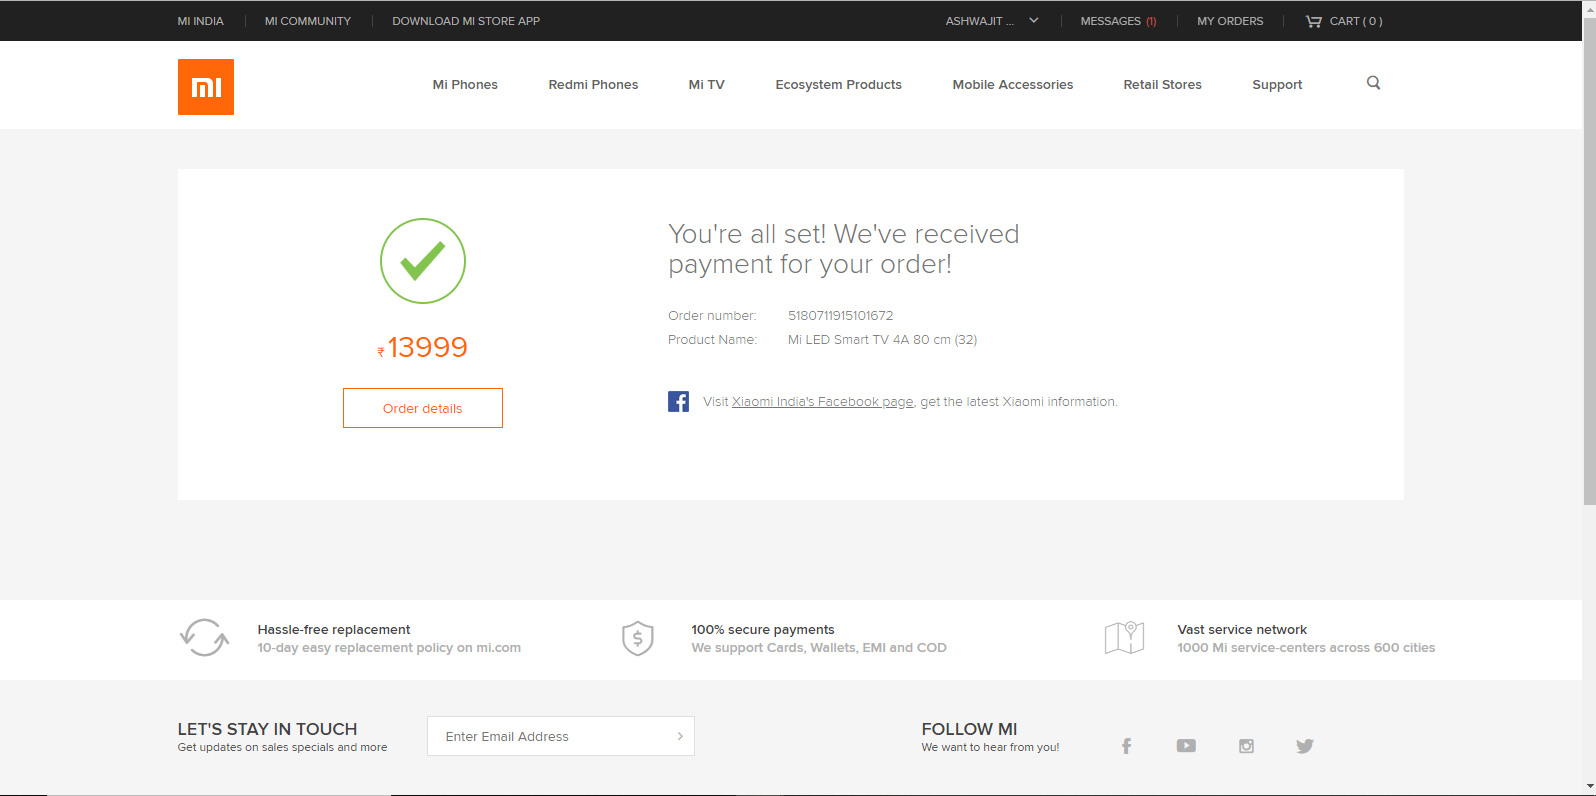 MI INDIA MI COMMUNITY DOWNLOAD MI STORE APP ASHWAJIT ... MESSAGES (1) MY ORDERS CART ( 0 )
mi Mi Phones Redmi Phones Mi TV Ecosystem Products Mobile Accessories Retail Stores Support
You're all set! We've received
payment for your order!
₹13999
Order details
Order number: 5180711915101672
Product Name: Mi LED Smart TV 4A 80 cm (32)
Visit Xiaomi India's Facebook page, get the latest Xiaomi information.
Hassle-free replacement
10-day easy replacement policy on mi.com
100% secure payments
We support Cards, Wallets, EMI and COD
Vast service network
1000 Mi service-centers across 600 cities
LET'S STAY IN TOUCH
Get updates on sales specials and more
Enter Email Address
FOLLOW MI
We want to hear from you!